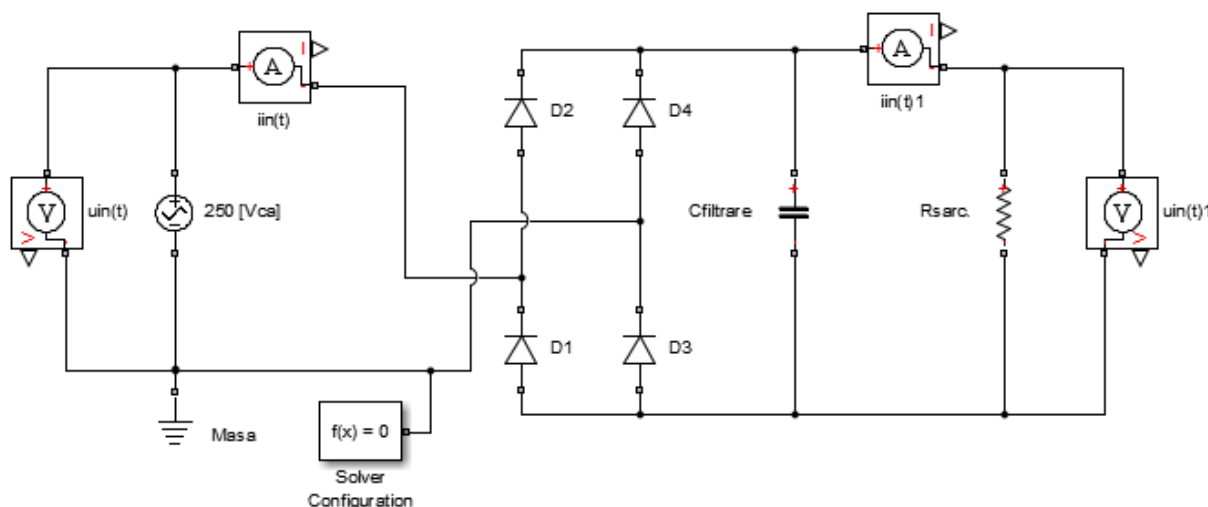 A
I
iin(t)
V
V
uin(t)
250 [Vca]
Masa
f(x) = 0
Solver
Configuration
D2
D4
D1
D3
Cfiltrare
A
I
iin(t)1
Rsarc.
V
V
uin(t)1